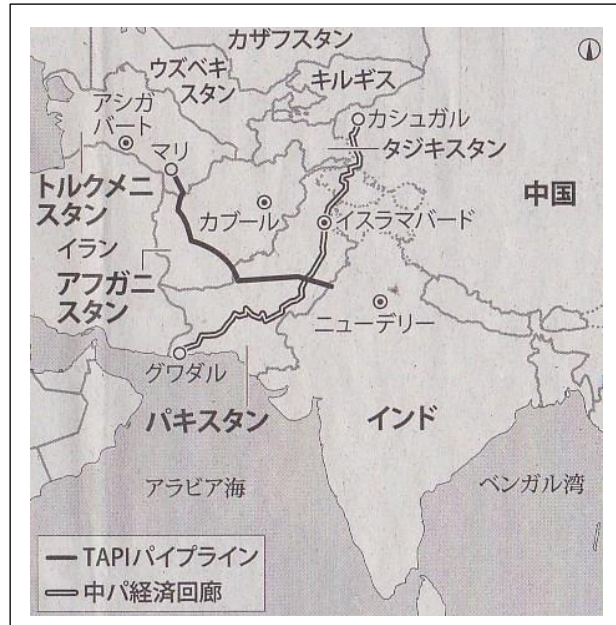 カザフスタン
ウズベキ
スタン
キルギス
アシガ
バート
カシュガル
マリ
タジキスタン
トルクメニ
スタン
中国
カブール
イスラマバード
イラン
アフガニ
スタン
ニューデリー
グワダル
パキスタン
インド
アラビア海
ベンガル湾
TAPIパイプライン
中パ経済回廊